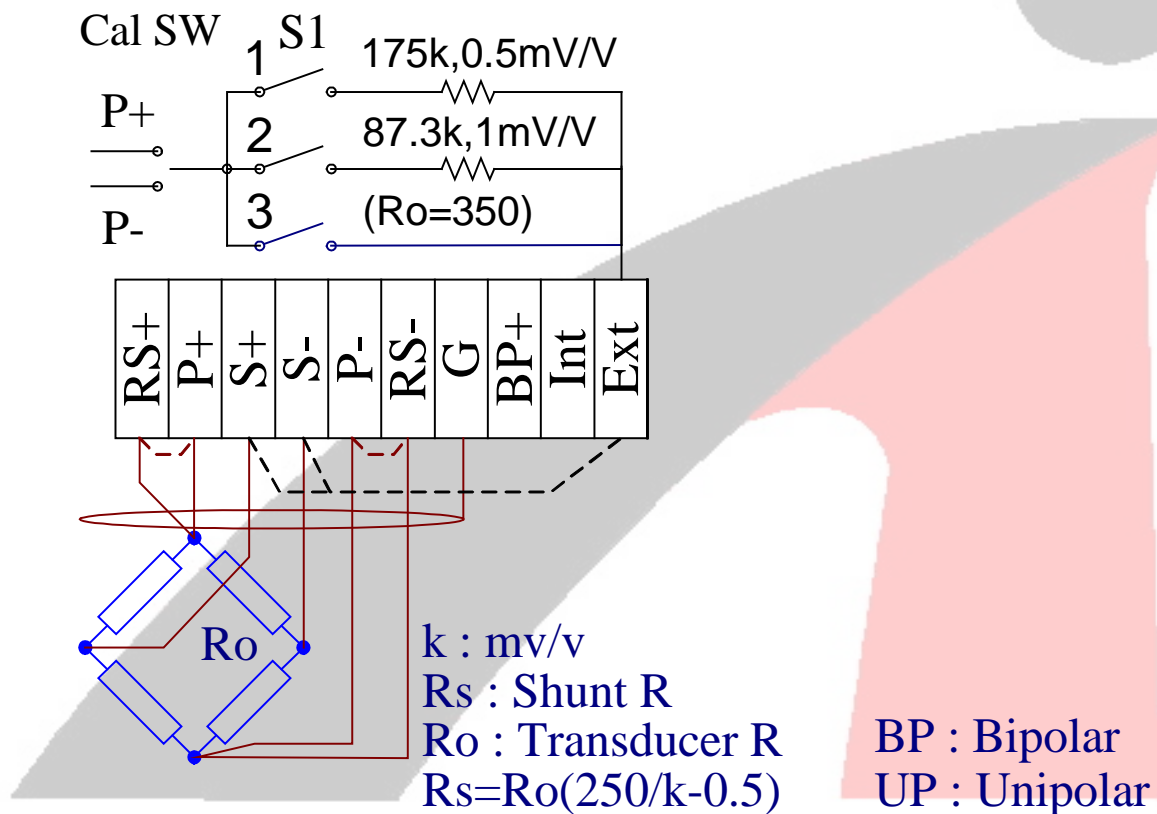 Cal SW
S1
1
175k,0.5mV/V
P+
2
87.3k,1mV/V
P-
3
(Ro=350)
RS+
P+
S+
S-
P-
RS-
G
BP+
Int
Ext
Ro
k : mv/v
Rs : Shunt R
Ro : Transducer R
Rs=Ro(250/k-0.5)
BP : Bipolar
UP : Unipolar